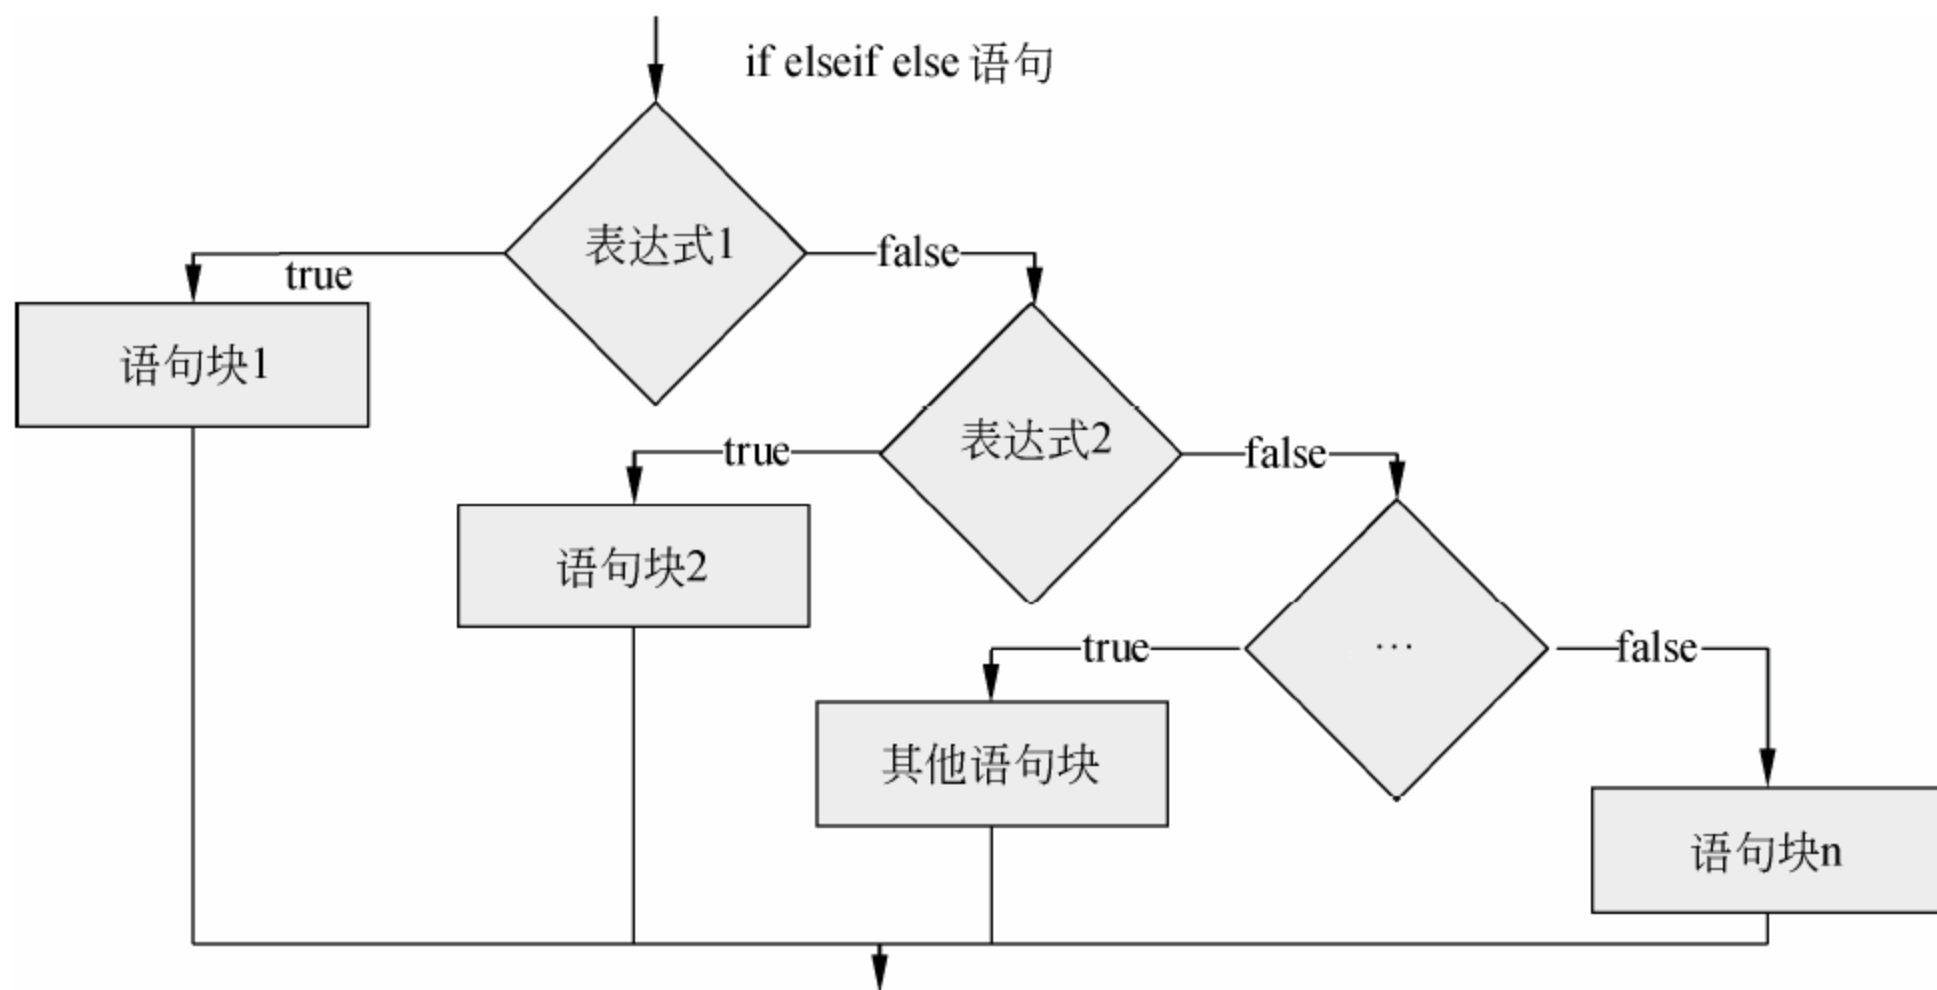 if elseif else 语句
表达式1
false
true
语句块1
表达式2
true
false
语句块2
…
true
false
其他语句块
语句块n